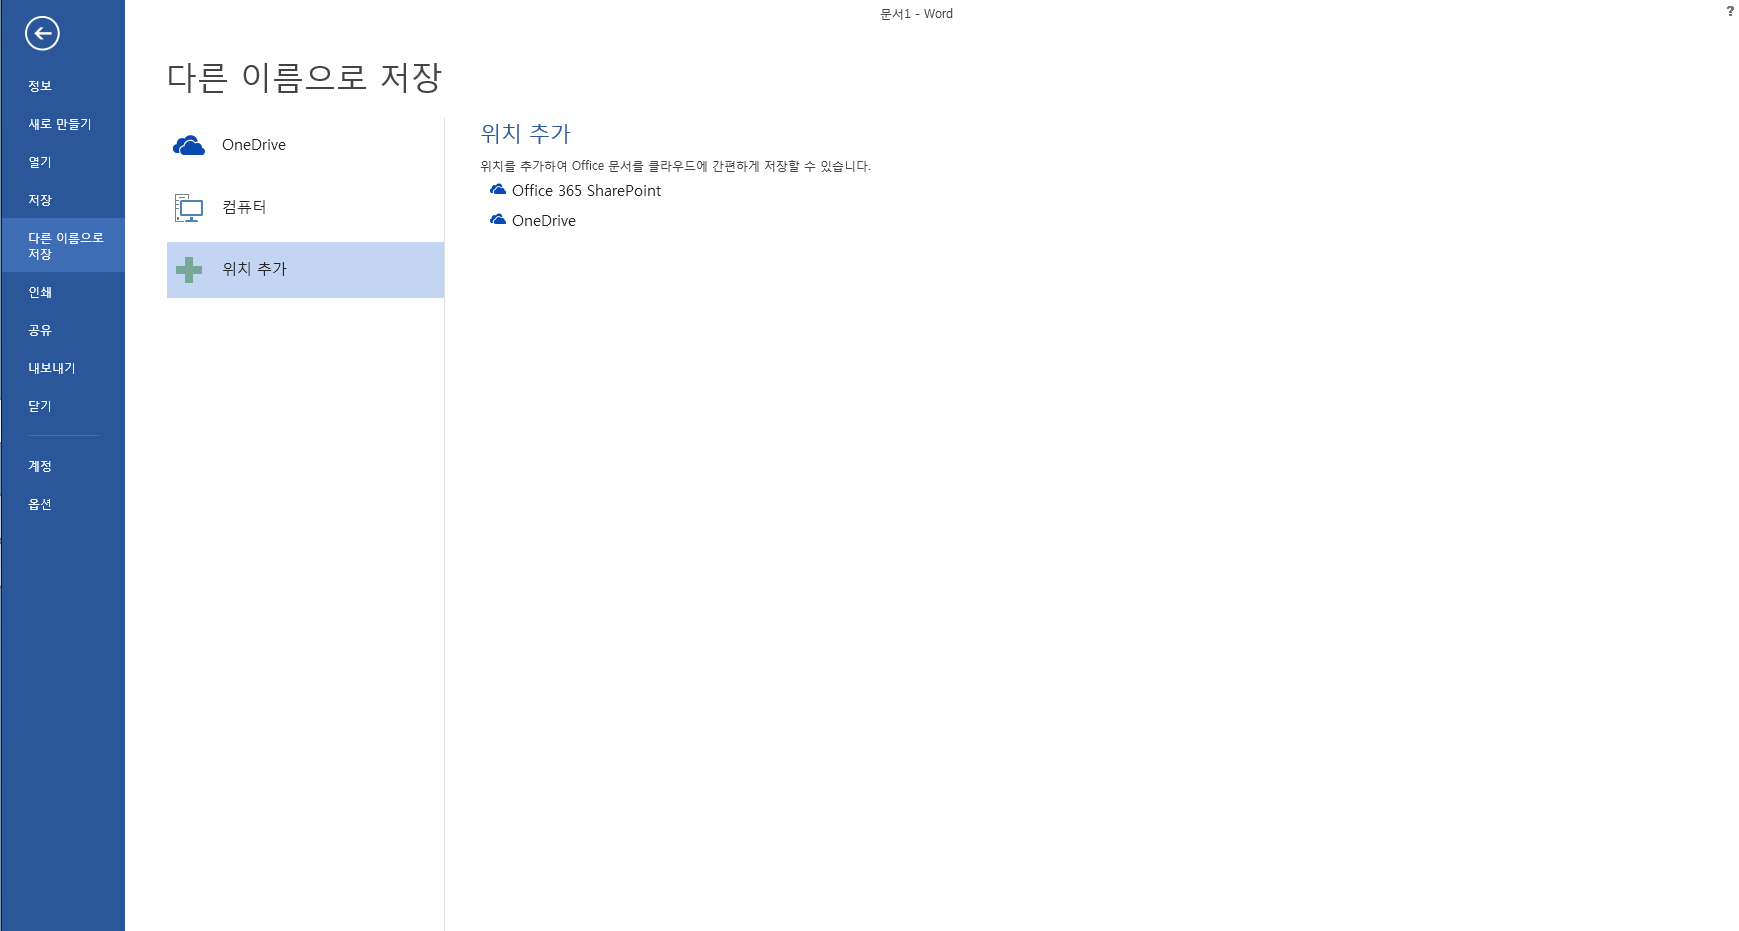 문서1 - Word
?
정보
새로 만들기
열기
저장
다른 이름으로
저장
인쇄
공유
내보내기
닫기
계정
옵션
다른 이름으로 저장
OneDrive
컴퓨터
위치 추가
위치 추가
위치를 추가하여 Office 문서를 클라우드에 간편하게 저장할 수 있습니다.
Office 365 SharePoint
OneDrive